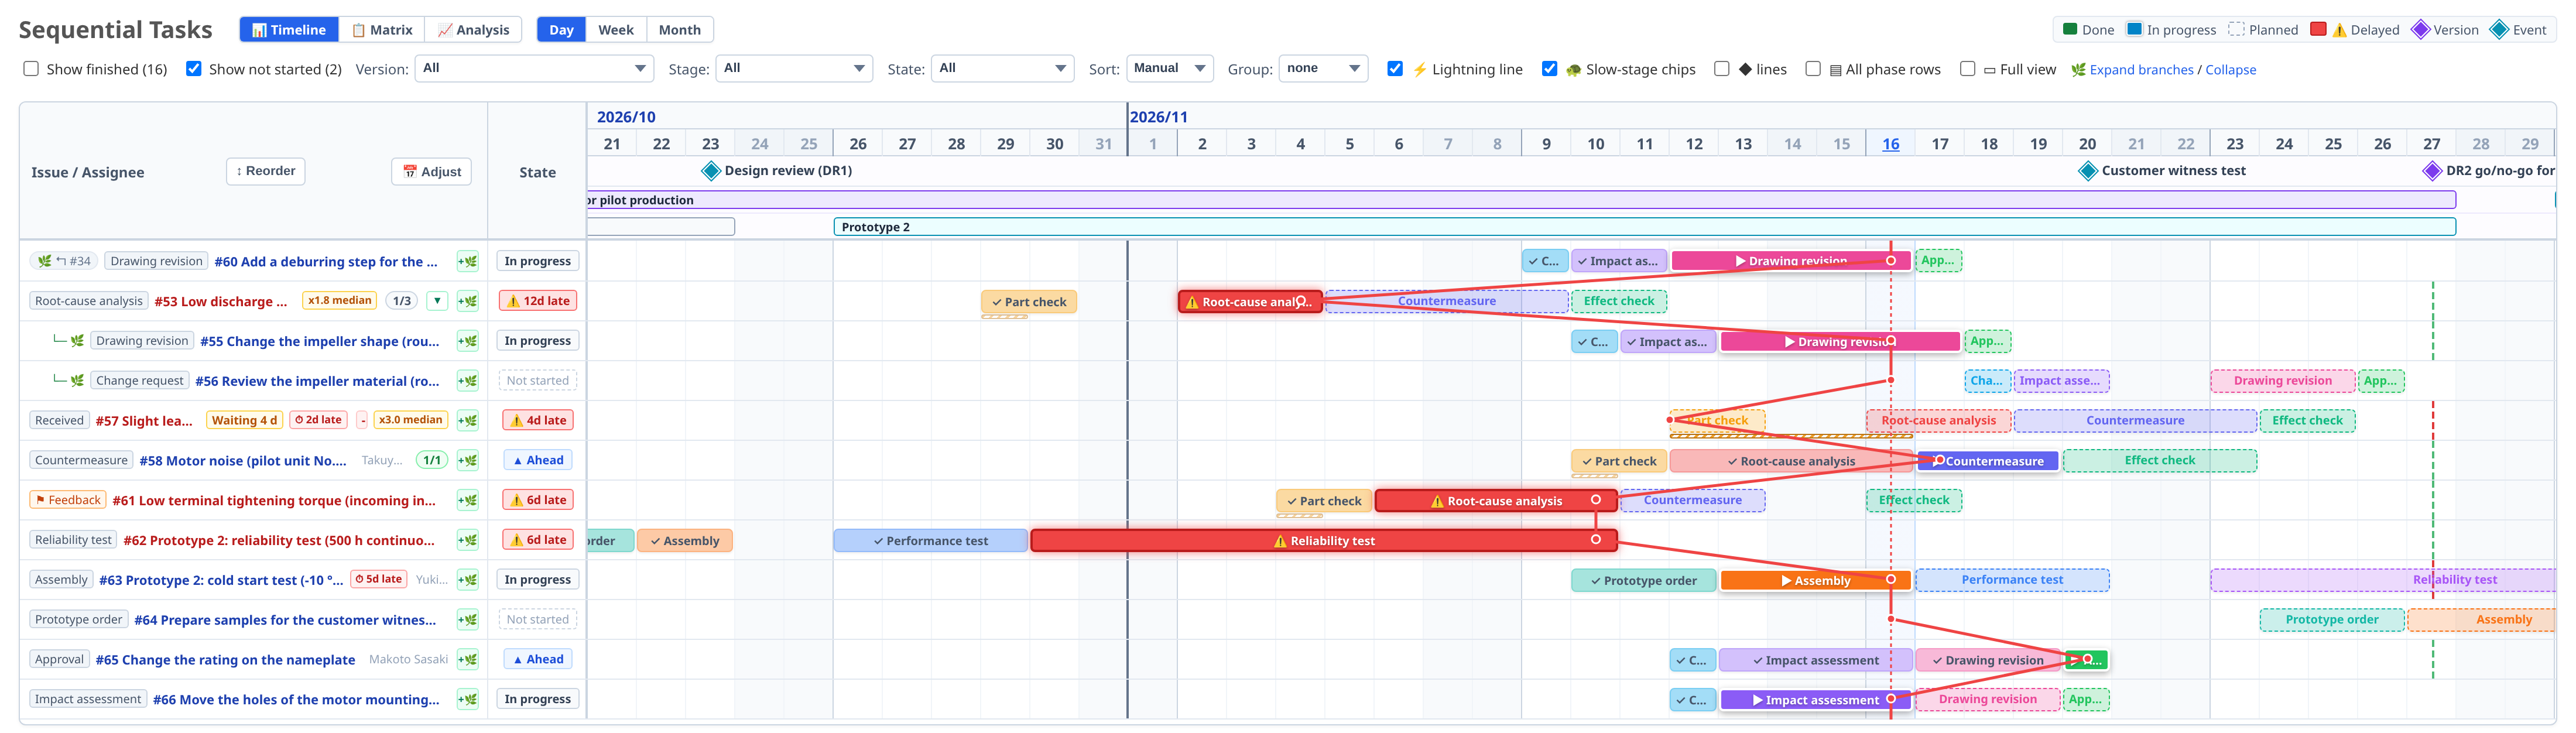 Sequential Tasks 📊 Timeline 📋 Matrix 📈 Analysis Day Week Month Done In progress Planned ⚠️ Delayed Version Event
Show finished (16) Show not started (2) Version: All Stage: All State: All Sort: Manual Group: none ⚡ Lightning line 🐢 Slow-stage chips ◆ lines ▤ All phase rows ▭ Full view 🌿 Expand branches / Collapse
2026/10 2026/11
Issue / Assignee ↕ Reorder 📅 Adjust State
21 22 23 24 25 26 27 28 29 30 31 1 2 3 4 5 6 7 8 9 10 11 12 13 14 15 16 17 18 19 20 21 22 23 24 25 26 27 28 29
Design review (DR1) Customer witness test DR2 go/no-go for
or pilot production
Prototype 2
🌿 ↰ #34 Drawing revision #60 Add a deburring step for the ... +🌿 In progress ✓ C... ✓ Impact as... ▶ Drawing revision App...
Root-cause analysis #53 Low discharge ... x1.8 median 1/3 ▼ +🌿 ⚠️ 12d late ✓ Part check ⚠️ Root-cause analy... Countermeasure Effect check
└─ 🌿 Drawing revision #55 Change the impeller shape (rou... +🌿 In progress ✓ C... ✓ Impact as... ▶ Drawing revision App...
└─ 🌿 Change request #56 Review the impeller material (ro... +🌿 Not started Cha... Impact asse... Drawing revision App...
Received #57 Slight lea... Waiting 4 d ⏱ 2d late - x3.0 median +🌿 ⚠️ 4d late Part check Root-cause analysis Countermeasure Effect check
Countermeasure #58 Motor noise (pilot unit No.... Takuy... 1/1 +🌿 ▲ Ahead ✓ Part check ✓ Root-cause analysis ▶ Countermeasure Effect check
⚑ Feedback #61 Low terminal tightening torque (incoming in... +🌿 ⚠️ 6d late ✓ Part check ⚠️ Root-cause analysis Countermeasure Effect check
Reliability test #62 Prototype 2: reliability test (500 h continuo... +🌿 ⚠️ 6d late order ✓ Assembly ✓ Performance test ⚠️ Reliability test
Assembly #63 Prototype 2: cold start test (-10 °... ⏱ 5d late Yuki... +🌿 In progress ✓ Prototype order ▶ Assembly Performance test Reliability test
Prototype order #64 Prepare samples for the customer witnes... +🌿 Not started Prototype order Assembly
Approval #65 Change the rating on the nameplate Makoto Sasaki +🌿 ▲ Ahead ✓ C... ✓ Impact assessment ✓ Drawing revision
Impact assessment #66 Move the holes of the motor mounting... +🌿 In progress ✓ C... ▶ Impact assessment Drawing revision App...